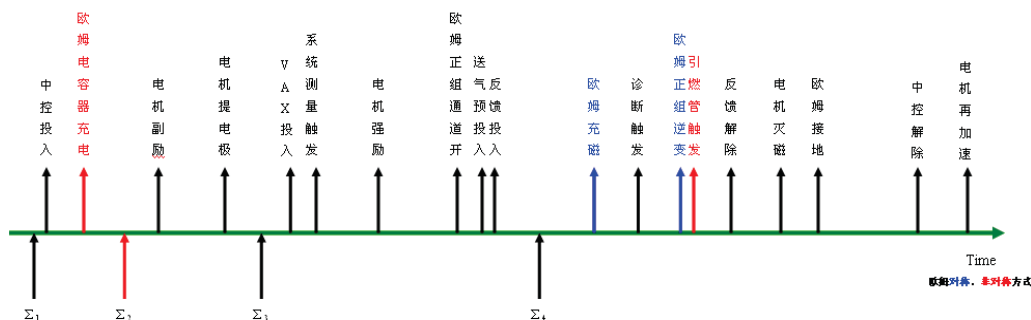 中控投入
欧姆电容器充电
电机副励
电机提电极
VAX投入
系统测量触发
电机强励
欧姆正组通道开
送气预投入
反馈投入
欧姆充磁
诊断触发
欧姆正组逆变
引燃管触发
反馈解除
电机灭磁
欧姆接地
中控解除
电机再加速
Time
欧姆对称．非对称方式
Σ1
Σ2
Σ3
Σ4